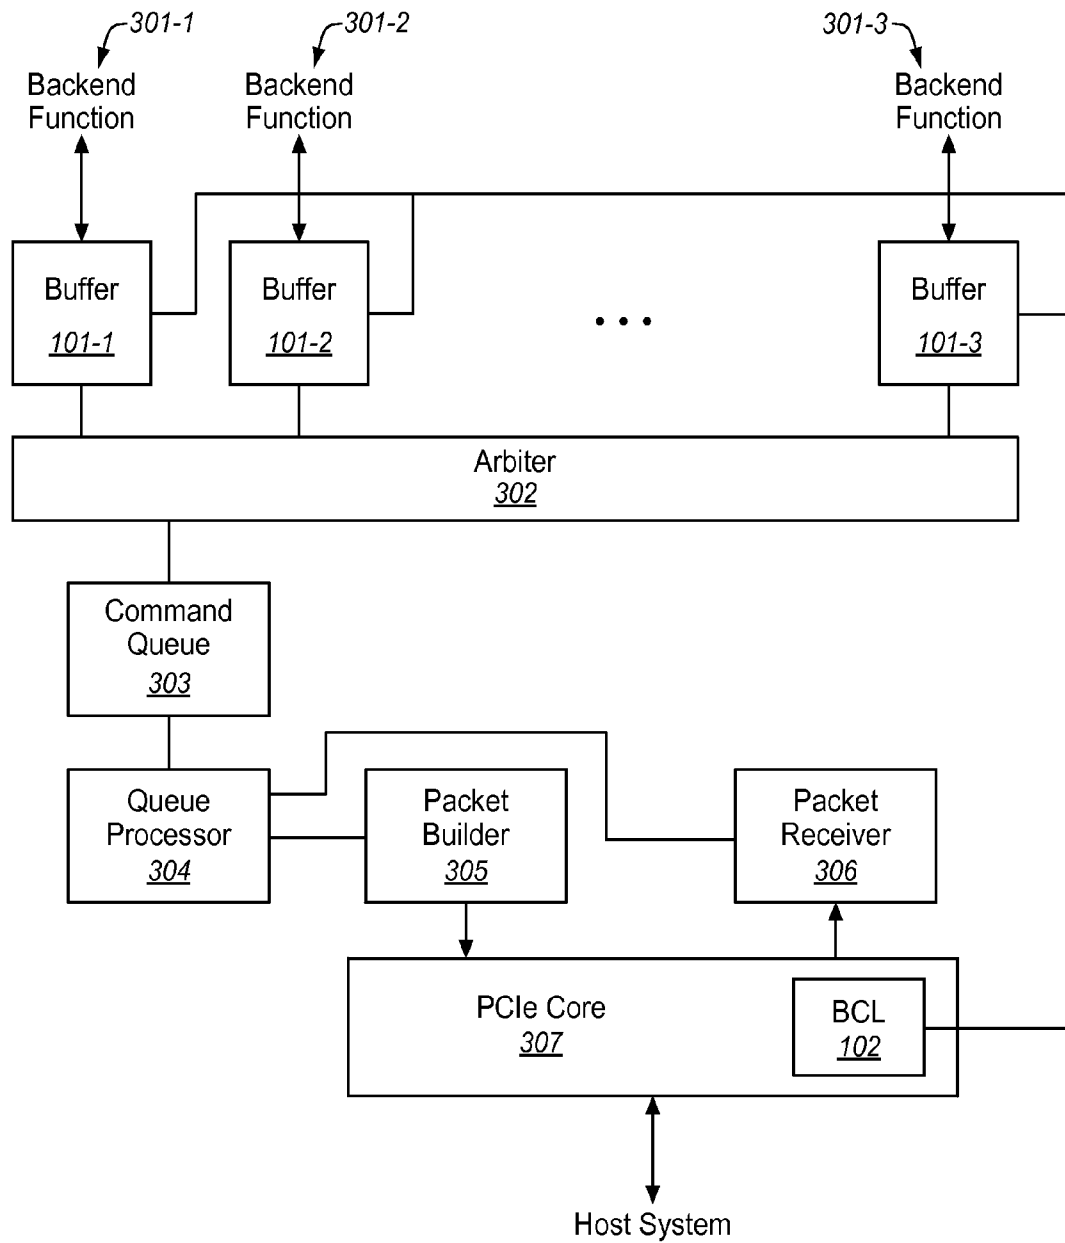 301-1
301-2
301-3
Backend
Function
Backend
Function
Backend
Function
Buffer
101-1
Buffer
101-2
Buffer
101-3
. . .
Arbiter
302
Command
Queue
303
Queue
Processor
304
Packet
Builder
305
Packet
Receiver
306
PCIe Core
307
BCL
102
Host System